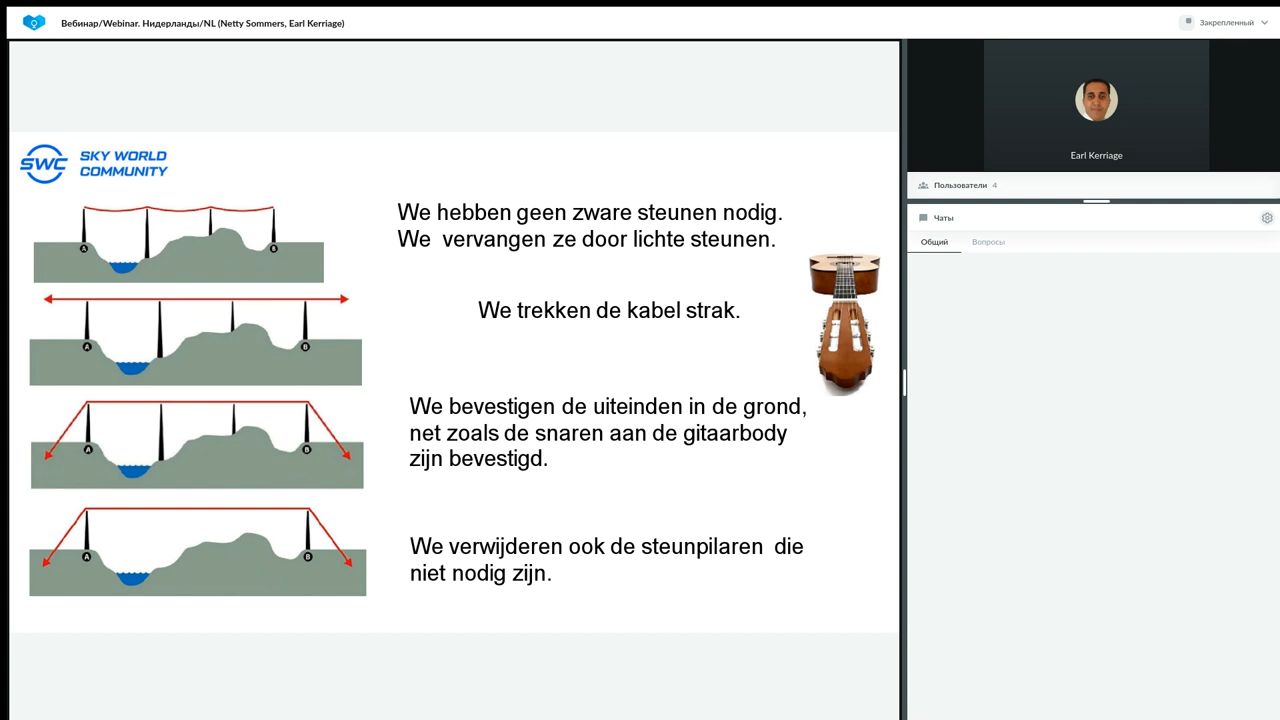 Вебинар/Webinar. Нидерланды/NL (Netty Sommers, Earl Kerriage)
Закрепленный
SWC SKY WORLD
COMMUNITY
We hebben geen zware steunen nodig.
We vervangen ze door lichte steunen.
A B
We trekken de kabel strak.
A B
We bevestigen de uiteinden in de grond,
net zoals de snaren aan de gitaarbody
zijn bevestigd.
A B
We verwijderen ook de steunpilaren die
niet nodig zijn.
A B
Earl Kerriage
Пользователи 4
Чаты
Общий Вопросы